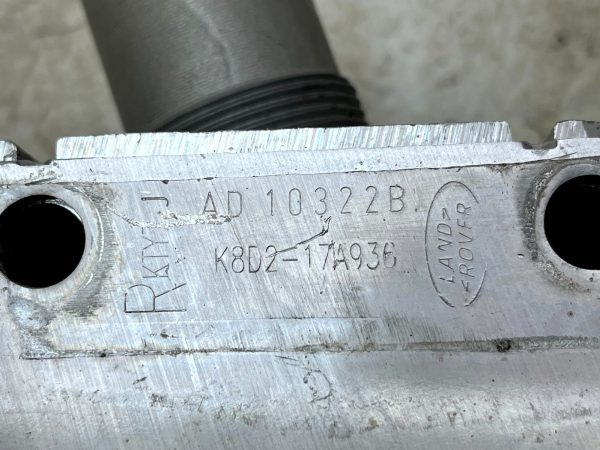 AD 10322B
K8D2-17A936
LAND>
<ROVER